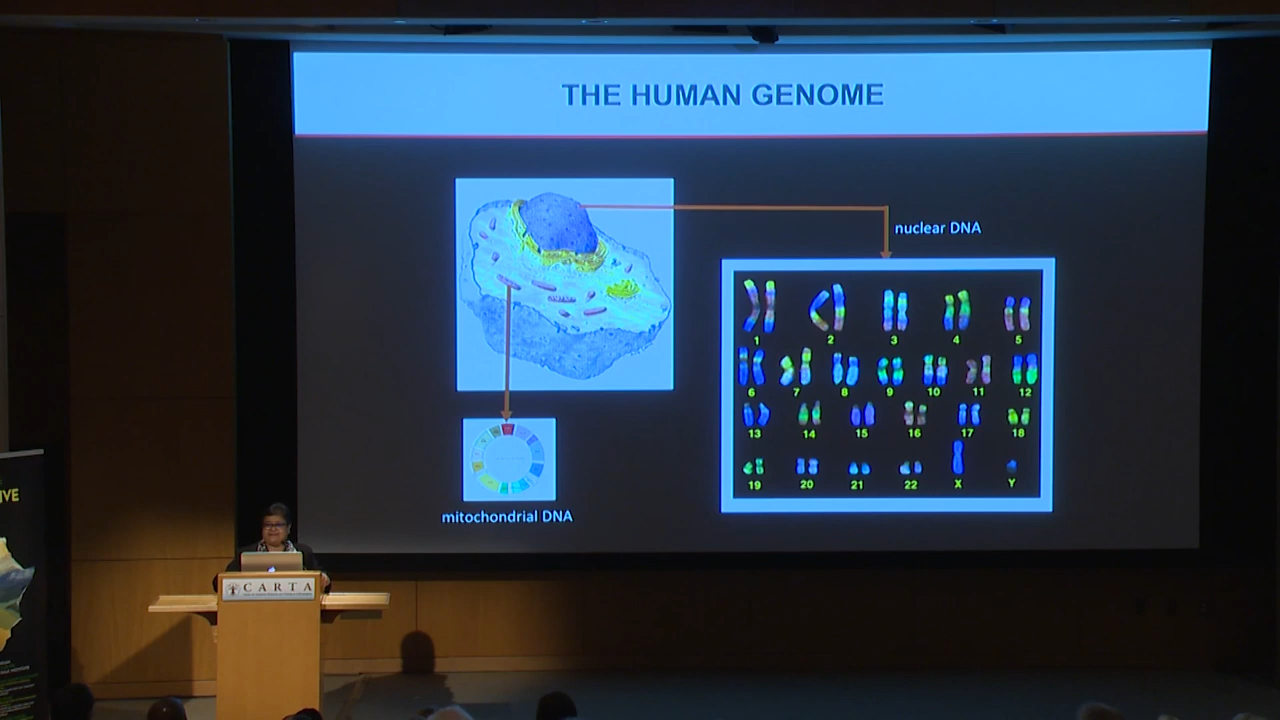 THE HUMAN GENOME
nuclear DNA
1 2 3 4 5
6 7 8 9 10 11 12
13 14 15 16 17 18
19 20 21 22 X Y
mitochondrial DNA
CARTA
IVE